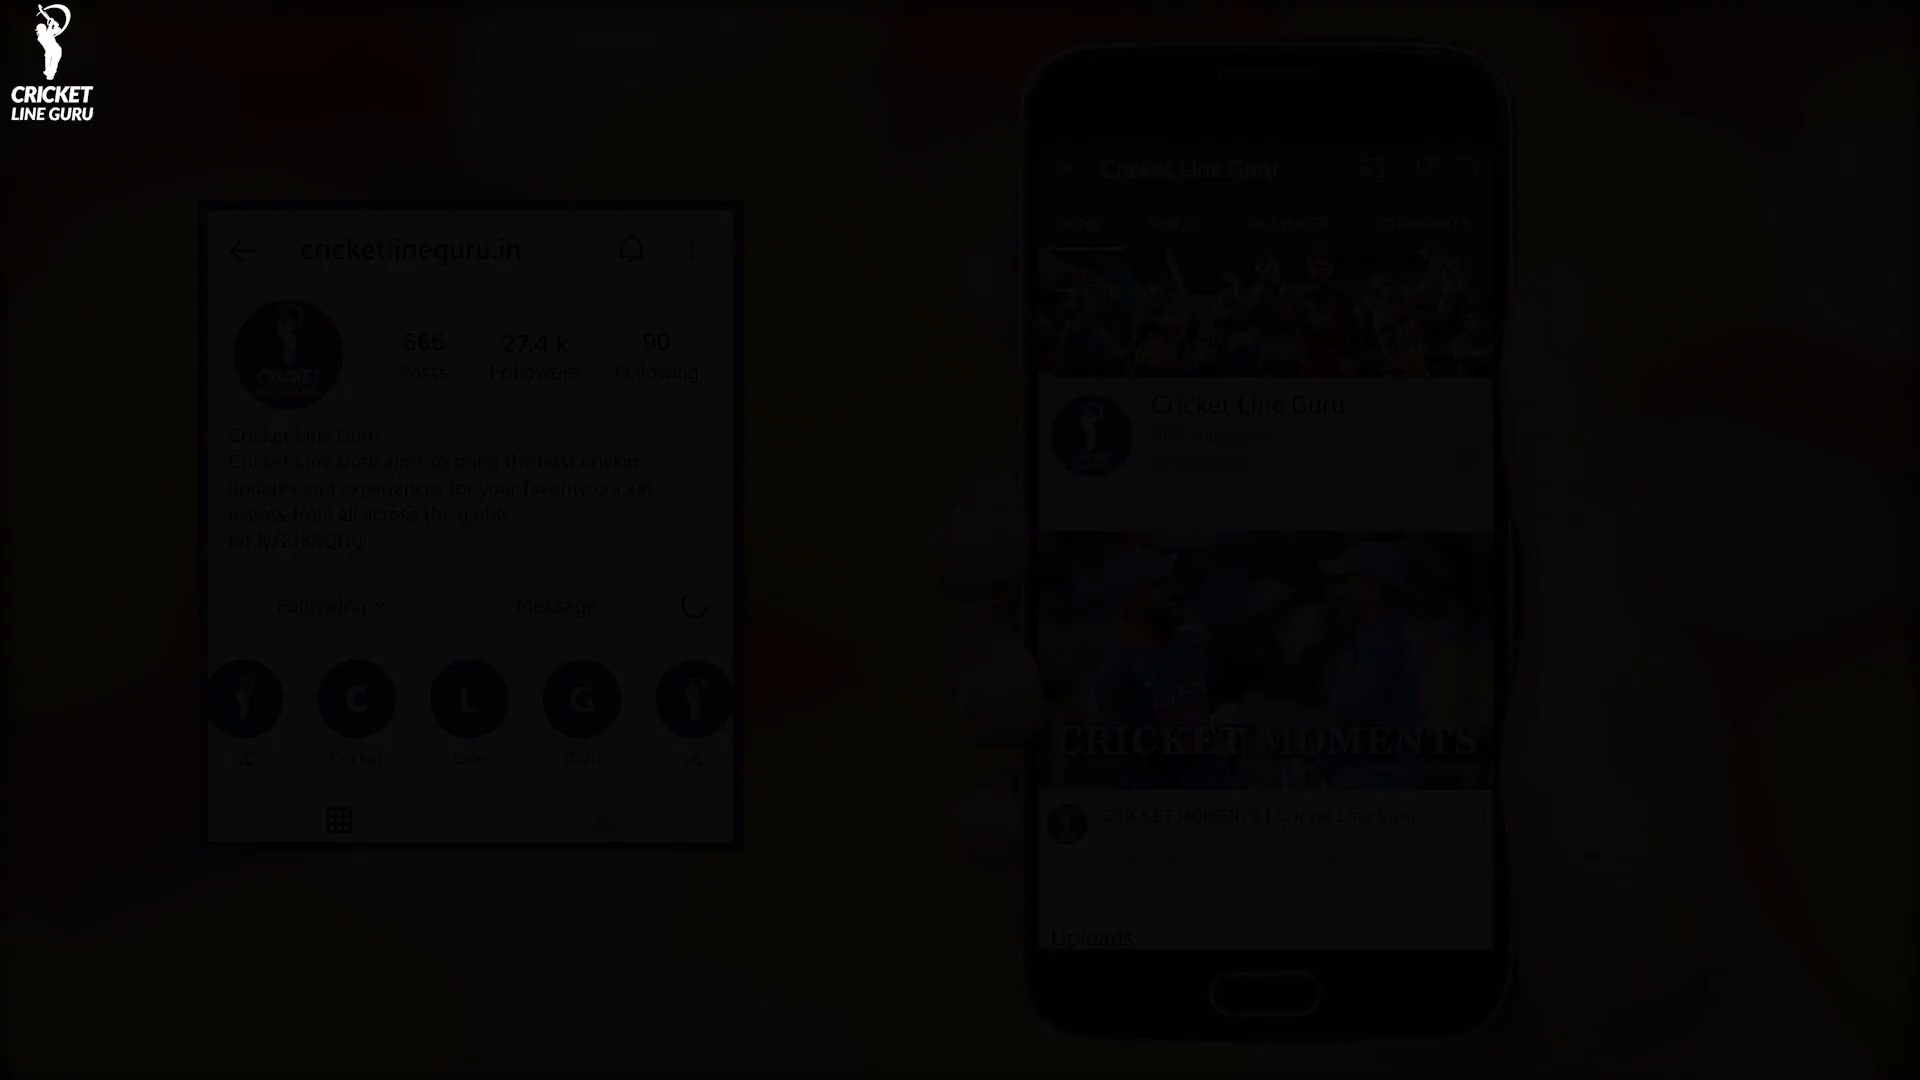 CRICKET
LINE GURU
cricketlineguru.in
666
Posts
27.4 k
Followers
90
Following
CRICKET
Cricket Line Guru
Cricket Line Guru aims to bring the best cricket
updates and experiences for your favorite cricket
events from all across the globe.
Following
Message
C
L
G
Cricket
Line
Guru
Cricket Line Guru
HOME
PLAYLISTS
COMMUNITY
Cricket Line Guru
CRICKET MOMENTS
CRICKET MOMENTS | Cricket Line Guru
Uploads